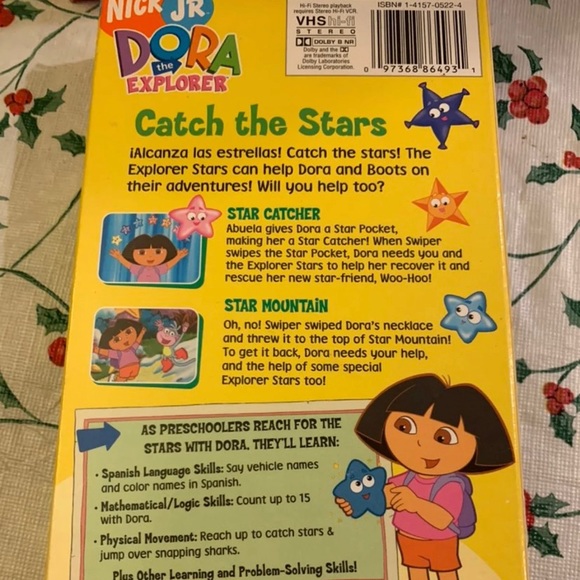 NICK JR.
DORA
the
EXPLORER
Hi-Fi Stereo playback
requires Stereo Hi-Fi VCR.
VHS hi-fi
STEREO
DOLBY B NR
Dolby and the
are trademarks of
Dolby Laboratories
Licensing Corporation.
ISBN# 1-4157-0522-4
0 97368 86493 1
Catch the Stars
¡Alcanza las estrellas! Catch the stars! The
Explorer Stars can help Dora and Boots on
their adventures! Will you help too?
STAR CATCHER
Abuela gives Dora a Star Pocket,
making her a Star Catcher! When Swiper
swipes the Star Pocket, Dora needs you and
the Explorer Stars to help her recover it and
rescue her new star-friend, Woo-Hoo!
STAR MOUNTAIN
Oh, no! Swiper swiped Dora's necklace
and threw it to the top of Star Mountain!
To get it back, Dora needs your help,
and the help of some special
Explorer Stars too!
AS PRESCHOOLERS REACH FOR THE
STARS WITH DORA, THEY'LL LEARN:
• Spanish Language Skills: Say vehicle names
and color names in Spanish.
• Mathematical/Logic Skills: Count up to 15
with Dora.
• Physical Movement: Reach up to catch stars &
jump over snapping sharks.
Plus Other Learning and Problem-Solving Skills!